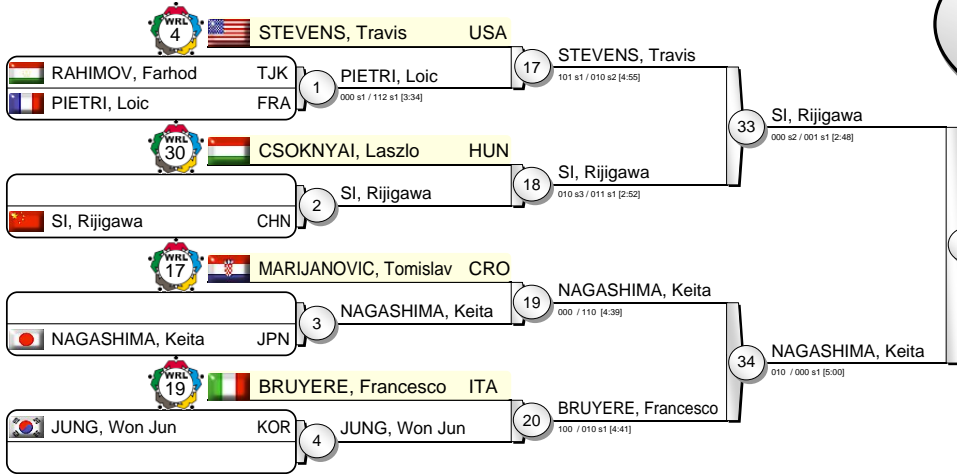 WRL
4
STEVENS, Travis USA
RAHIMOV, Farhod TJK
PIETRI, Loic FRA
1
PIETRI, Loic
000 s1 / 112 s1 [3:34]
17
STEVENS, Travis
101 s1 / 010 s2 [4:55]
WRL
30
CSOKNYAI, Laszlo HUN
SI, Rijigawa CHN
2
SI, Rijigawa
18
SI, Rijigawa
010 s3 / 011 s1 [2:52]
33
SI, Rijigawa
000 s2 / 001 s1 [2:48]
WRL
17
MARIJANOVIC, Tomislav CRO
NAGASHIMA, Keita JPN
3
NAGASHIMA, Keita
19
NAGASHIMA, Keita
000 / 110 [4:39]
WRL
19
BRUYERE, Francesco ITA
JUNG, Won Jun KOR
4
JUNG, Won Jun
20
BRUYERE, Francesco
100 / 010 s1 [4:41]
34
NAGASHIMA, Keita
010 / 000 s1 [5:00]